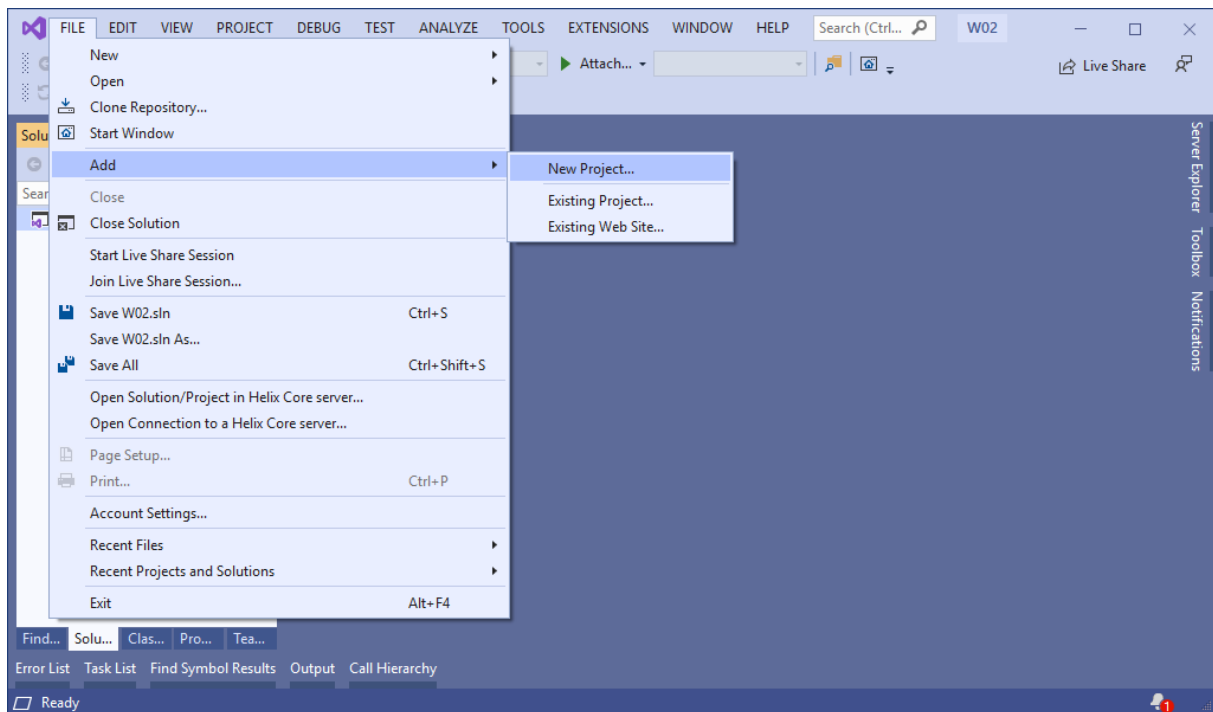 FILE EDIT VIEW PROJECT DEBUG TEST ANALYZE TOOLS EXTENSIONS WINDOW HELP Search (Ctrl... W02
Attach... Live Share
New
Open
Clone Repository...
Start Window
Solu
Add
New Project...
Sear
Close
Existing Project...
Close Solution
Existing Web Site...
Start Live Share Session
Join Live Share Session...
Save W02.sln Ctrl+S
Save W02.sln As...
Save All Ctrl+Shift+S
Open Solution/Project in Helix Core server...
Open Connection to a Helix Core server...
Page Setup...
Print... Ctrl+P
Account Settings...
Recent Files
Recent Projects and Solutions
Exit Alt+F4
Server Explorer
Toolbox
Notifications
Find... Solu... Clas... Pro... Tea...
Error List Task List Find Symbol Results Output Call Hierarchy
Ready 1